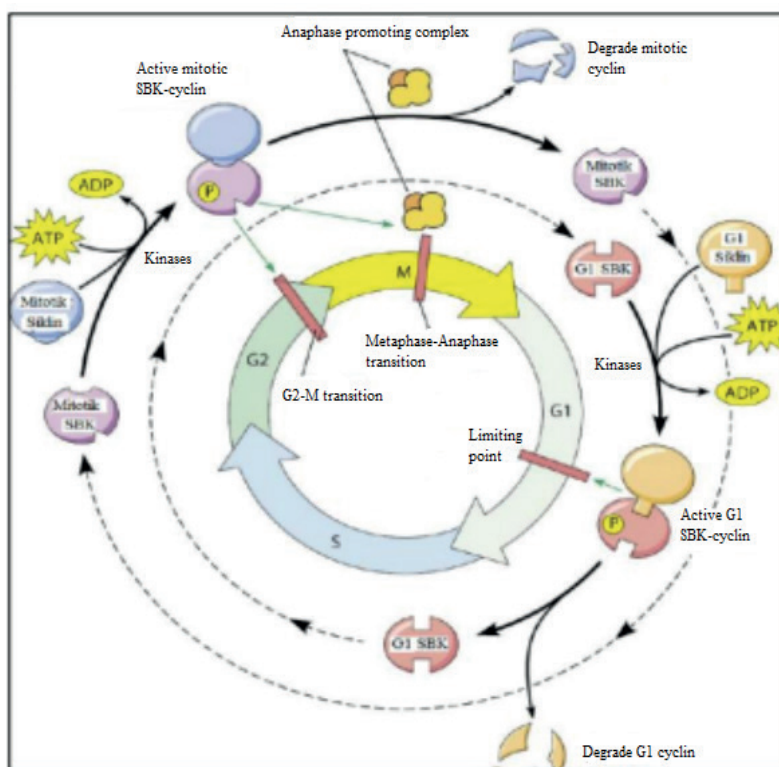 Anaphase promoting complex
Degrade mitotic
cyclin
Active mitotic
SBK-cyclin
P
ADP
ATP
Kinases
Mitotik
Siklin
Mitotik
SBK
Mitotik
SBK
G1 SBK
G1
Siklin
ATP
ADP
Kinases
M
Metaphase-Anaphase
transition
G2
G2-M transition
G1
Limiting
point
S
P
Active G1
SBK-cyclin
G1 SBK
Degrade G1 cyclin